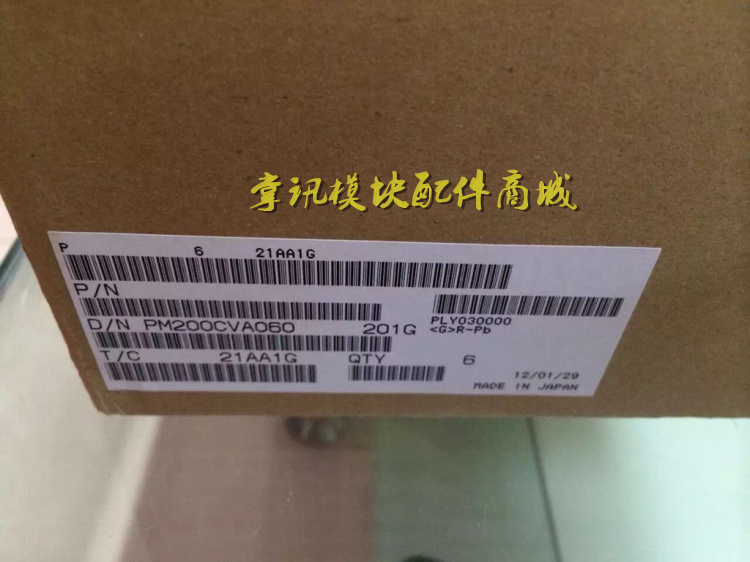 掌讯模块配件商城
P 6 21AA1G
P/N
D/N PM200CVA060 201G
PLY030000
<G>R-Pb
T/C 21AA1G QTY 6
12/01/29
MADE IN JAPAN